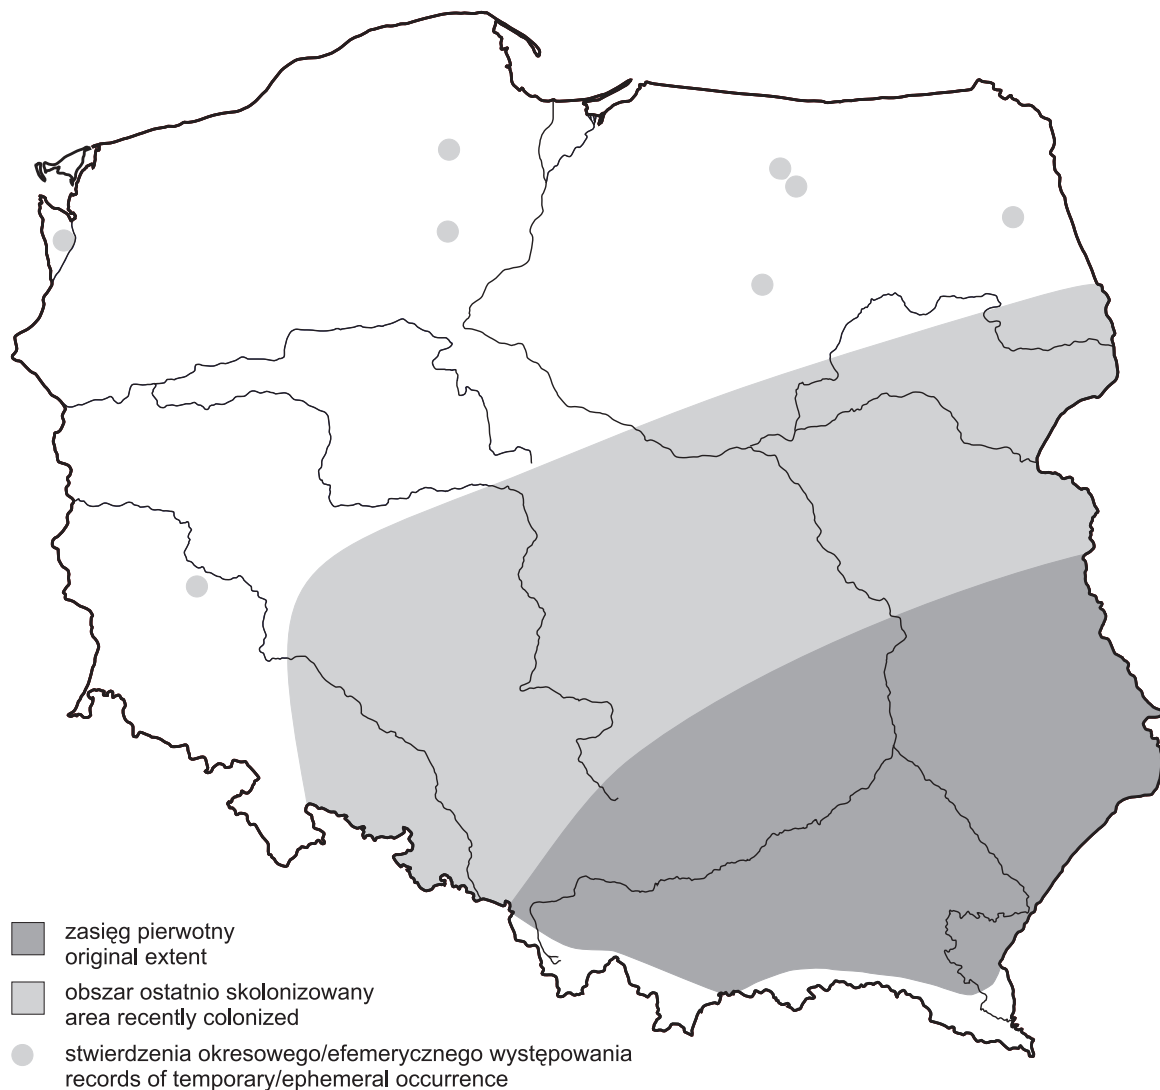 zasięg pierwotny
original extent
obszar ostatnio skolonizowany
area recently colonized
stwierdzenia okresowego/efemerycznego występowania
records of temporary/ephemeral occurrence